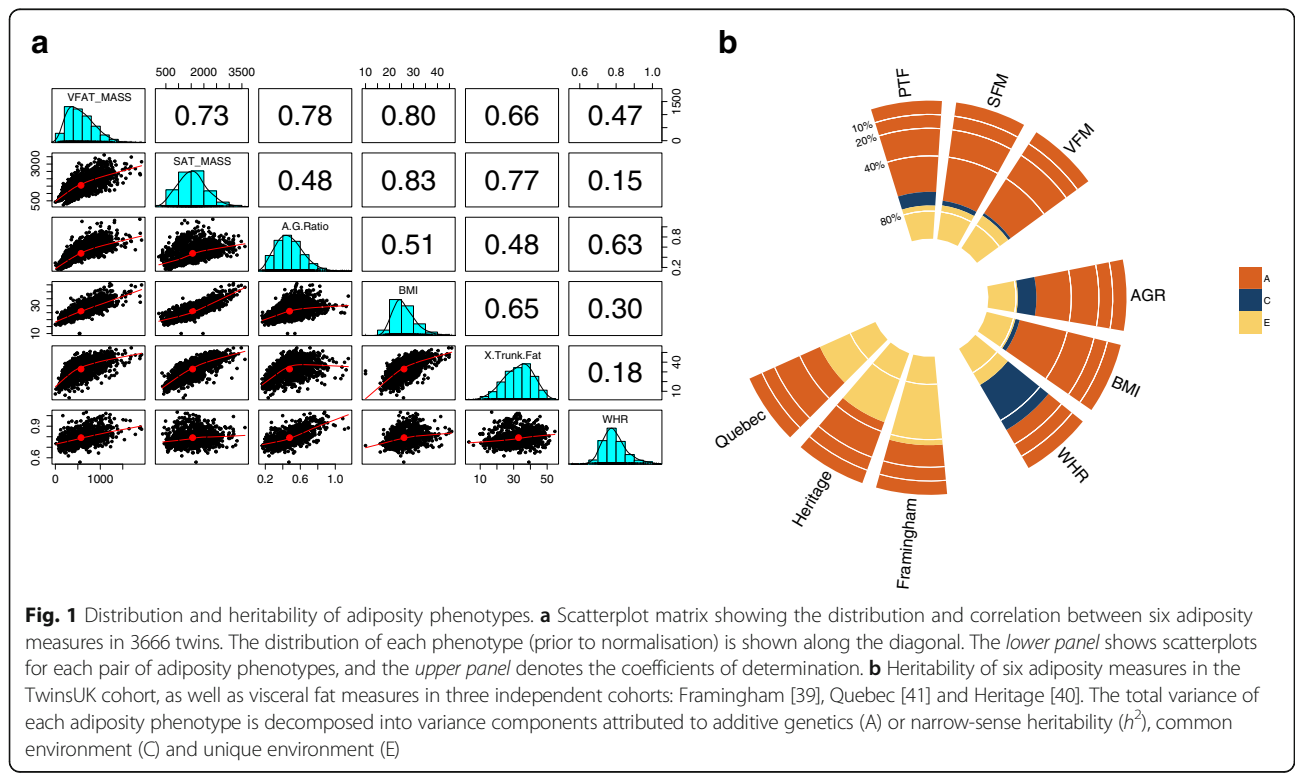 a
b
500 2000 3500
10 20 30 40
0.6 0.8 1.0
VFAT_MASS
0.73
0.78
0.80
0.66
0.47
0 1500
500 3000
SAT_MASS
0.48
0.83
0.77
0.15
A.G.Ratio
0.51
0.48
0.63
0.2 0.8
10 30
BMI
0.65
0.30
X.Trunk.Fat
0.18
10 40
0.6 0.9
WHR
0 1000
0.2 0.6 1.0
10 30 50
PTF
SFM
VFM
10%
20%
40%
80%
AGR
BMI
WHR
Framingham
Heritage
Quebec
A
C
E
Fig. 1 Distribution and heritability of adiposity phenotypes. a Scatterplot matrix showing the distribution and correlation between six adiposity
measures in 3666 twins. The distribution of each phenotype (prior to normalisation) is shown along the diagonal. The lower panel shows scatterplots
for each pair of adiposity phenotypes, and the upper panel denotes the coefficients of determination. b Heritability of six adiposity measures in the
TwinsUK cohort, as well as visceral fat measures in three independent cohorts: Framingham [39], Quebec [41] and Heritage [40]. The total variance of
each adiposity phenotype is decomposed into variance components attributed to additive genetics (A) or narrow-sense heritability (h²), common
environment (C) and unique environment (E)